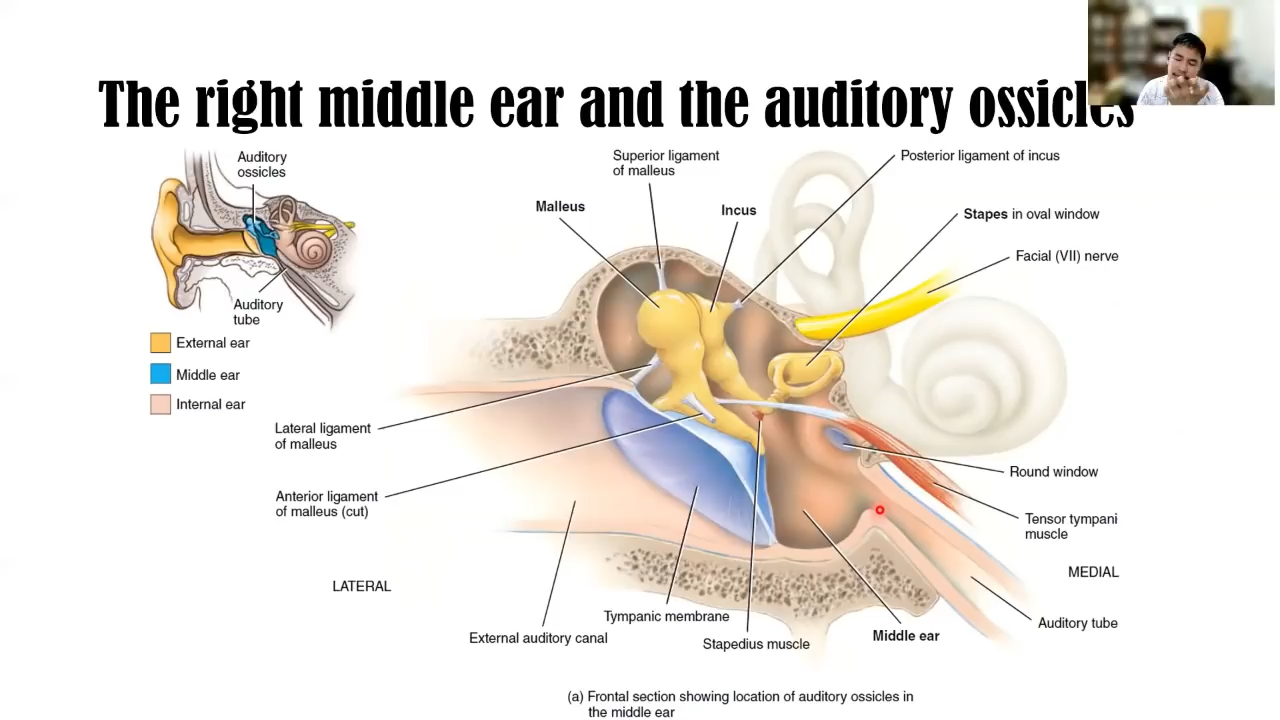 The right middle ear and the auditory ossicles
Auditory
ossicles
Auditory
tube
External ear
Middle ear
Internal ear
Superior ligament
of malleus
Posterior ligament of incus
Malleus
Incus
Stapes in oval window
Facial (VII) nerve
Lateral ligament
of malleus
Anterior ligament
of malleus (cut)
Round window
Tensor tympani
muscle
LATERAL
MEDIAL
Tympanic membrane
Auditory tube
External auditory canal
Stapedius muscle
Middle ear
(a) Frontal section showing location of auditory ossicles in
the middle ear